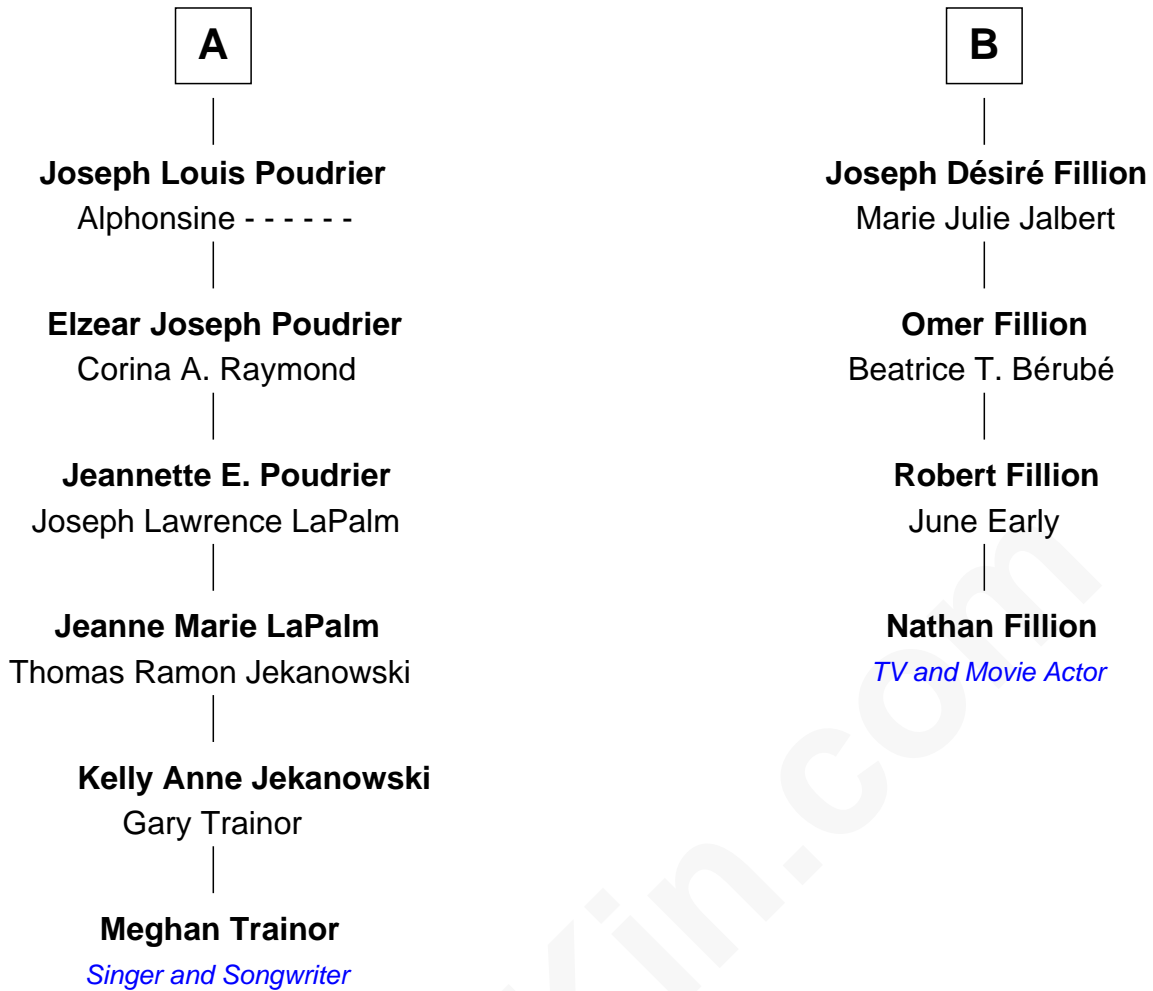 A
Joseph Louis Poudrier
Alphonsine - - - - - -
Elzear Joseph Poudrier
Corina A. Raymond
Jeannette E. Poudrier
Joseph Lawrence LaPalm
Jeanne Marie LaPalm
Thomas Ramon Jekanowski
Kelly Anne Jekanowski
Gary Trainor
Meghan Trainor
Singer and Songwriter
B
Joseph Désiré Fillion
Marie Julie Jalbert
Omer Fillion
Beatrice T. Bérubé
Robert Fillion
June Early
Nathan Fillion
TV and Movie Actor